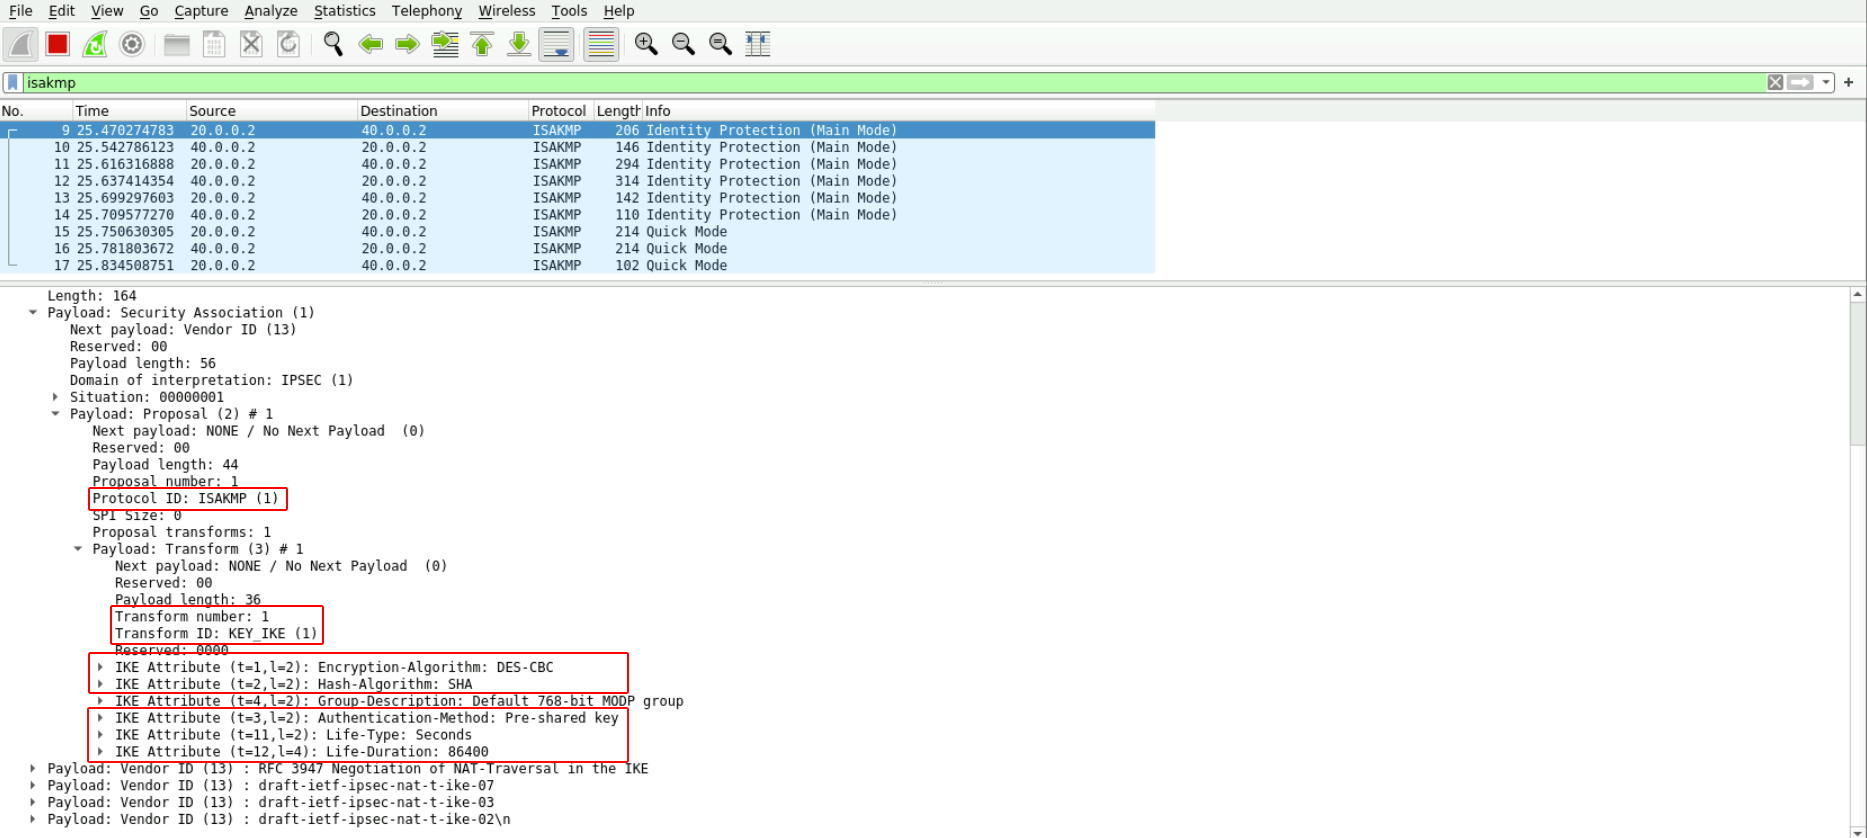 File Edit View Go Capture Analyze Statistics Telephony Wireless Tools Help
isakmp
No. Time Source Destination Protocol Length Info
9 25.470274783 20.0.0.2 40.0.0.2 ISAKMP 206 Identity Protection (Main Mode)
10 25.542786123 40.0.0.2 20.0.0.2 ISAKMP 146 Identity Protection (Main Mode)
11 25.616316888 20.0.0.2 40.0.0.2 ISAKMP 294 Identity Protection (Main Mode)
12 25.637414354 40.0.0.2 20.0.0.2 ISAKMP 314 Identity Protection (Main Mode)
13 25.699297603 20.0.0.2 40.0.0.2 ISAKMP 142 Identity Protection (Main Mode)
14 25.709577270 40.0.0.2 20.0.0.2 ISAKMP 110 Identity Protection (Main Mode)
15 25.750630305 20.0.0.2 40.0.0.2 ISAKMP 214 Quick Mode
16 25.781803672 40.0.0.2 20.0.0.2 ISAKMP 214 Quick Mode
17 25.834508751 20.0.0.2 40.0.0.2 ISAKMP 102 Quick Mode
Length: 164
Payload: Security Association (1)
Next payload: Vendor ID (13)
Reserved: 00
Payload length: 56
Domain of interpretation: IPSEC (1)
Situation: 00000001
Payload: Proposal (2) # 1
Next payload: NONE / No Next Payload (0)
Reserved: 00
Payload length: 44
Proposal number: 1
Protocol ID: ISAKMP (1)
SPI Size: 0
Proposal transforms: 1
Payload: Transform (3) # 1
Next payload: NONE / No Next Payload (0)
Reserved: 00
Payload length: 36
Transform number: 1
Transform ID: KEY_IKE (1)
Reserved: 0000
IKE Attribute (t=1,l=2): Encryption-Algorithm: DES-CBC
IKE Attribute (t=2,l=2): Hash-Algorithm: SHA
IKE Attribute (t=4,l=2): Group-Description: Default 768-bit MODP group
IKE Attribute (t=3,l=2): Authentication-Method: Pre-shared key
IKE Attribute (t=11,l=2): Life-Type: Seconds
IKE Attribute (t=12,l=4): Life-Duration: 86400
Payload: Vendor ID (13) : RFC 3947 Negotiation of NAT-Traversal in the IKE
Payload: Vendor ID (13) : draft-ietf-ipsec-nat-t-ike-07
Payload: Vendor ID (13) : draft-ietf-ipsec-nat-t-ike-03
Payload: Vendor ID (13) : draft-ietf-ipsec-nat-t-ike-02\n